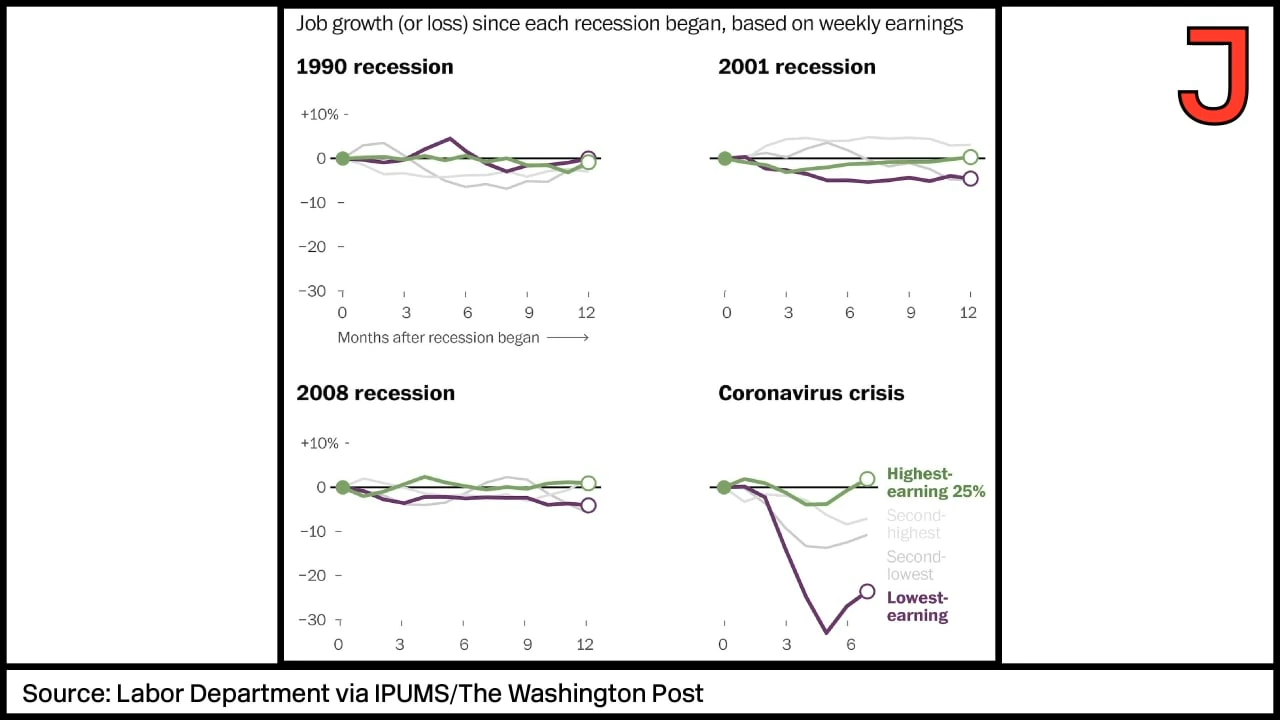 Job growth (or loss) since each recession began, based on weekly earnings
J
1990 recession
+10%
0
−10
−20
−30
0 3 6 9 12
Months after recession began
2001 recession
0 3 6 9 12
2008 recession
+10%
0
−10
−20
−30
0 3 6 9 12
Coronavirus crisis
Highest-
earning 25%
Second-
highest
Second-
lowest
Lowest-
earning
0 3 6
Source: Labor Department via IPUMS/The Washington Post